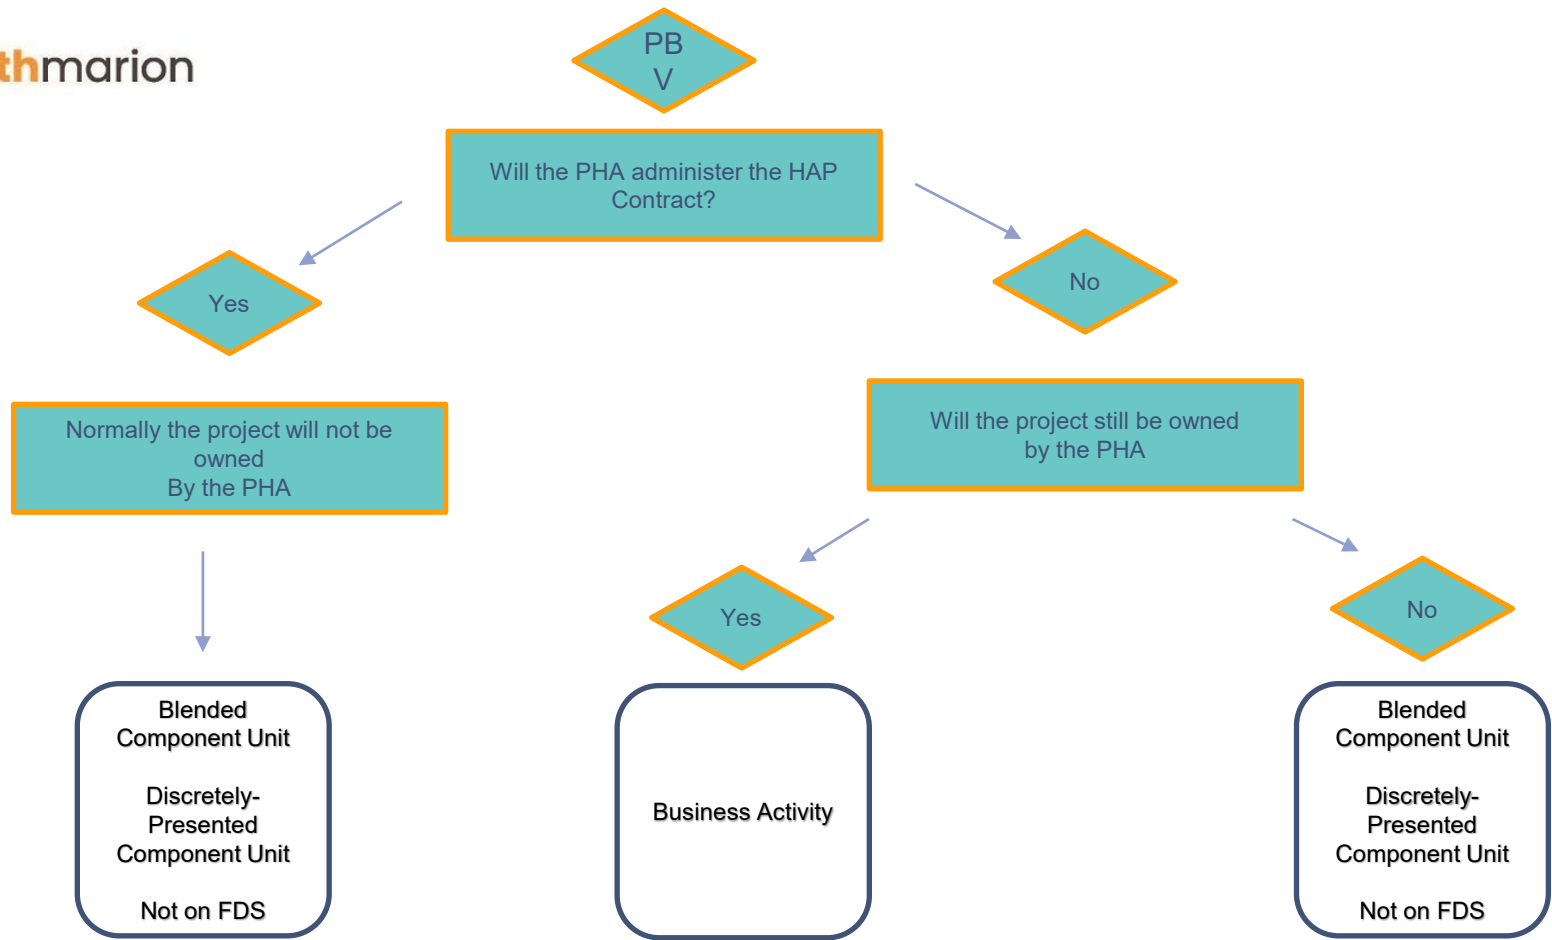 thmarion
PB
V
Will the PHA administer the HAP
Contract?
Yes
No
Normally the project will not be
owned
By the PHA
Will the project still be owned
by the PHA
Yes
No
Blended
Component Unit
Discretely-
Presented
Component Unit
Not on FDS
Business Activity
Blended
Component Unit
Discretely-
Presented
Component Unit
Not on FDS